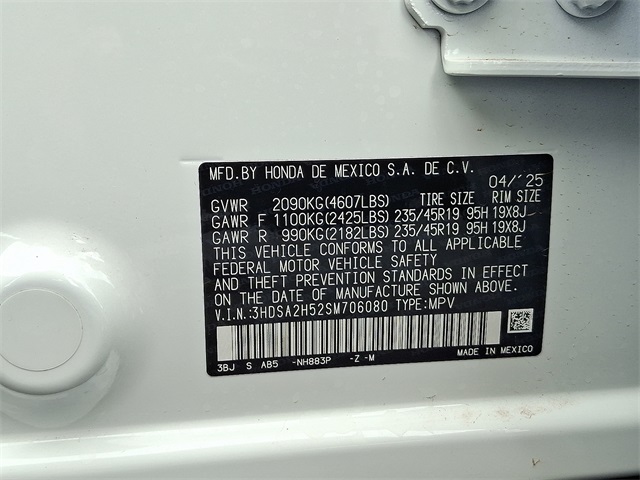 MFD.BY HONDA DE MEXICO S.A. DE C.V.
04/'25
GVWR 2090KG(4607LBS) TIRE SIZE RIM SIZE
GAWR F 1100KG(2425LBS) 235/45R19 95H 19X8J
GAWR R 990KG(2182LBS) 235/45R19 95H 19X8J
THIS VEHICLE CONFORMS TO ALL APPLICABLE
FEDERAL MOTOR VEHICLE SAFETY
AND THEFT PREVENTION STANDARDS IN EFFECT
ON THE DATE OF MANUFACTURE SHOWN ABOVE.
V.I.N.:3HDSA2H52SM706080 TYPE:MPV
3BJ S AB5 -NH883P -Z -M MADE IN MEXICO